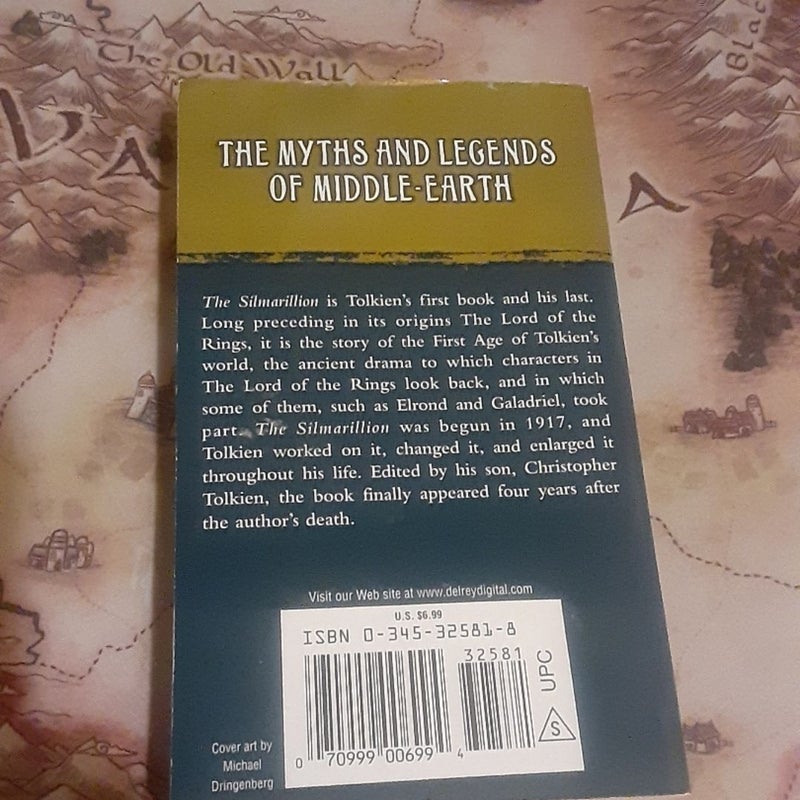 The Old Wall
Blac
V A
A
THE MYTHS AND LEGENDS
OF MIDDLE-EARTH
The Silmarillion is Tolkien's first book and his last.
Long preceding in its origins The Lord of the
Rings, it is the story of the First Age of Tolkien's
world, the ancient drama to which characters in
The Lord of the Rings look back, and in which
some of them, such as Elrond and Galadriel, took
part. The Silmarillion was begun in 1917, and
Tolkien worked on it, changed it, and enlarged it
throughout his life. Edited by his son, Christopher
Tolkien, the book finally appeared four years after
the author's death.
Visit our Web site at www.delreydigital.com
U.S. $6.99
ISBN 0-345-32581-8
32581
UPC
S
0 70999 00699 4
Cover art by
Michael
Dringenberg